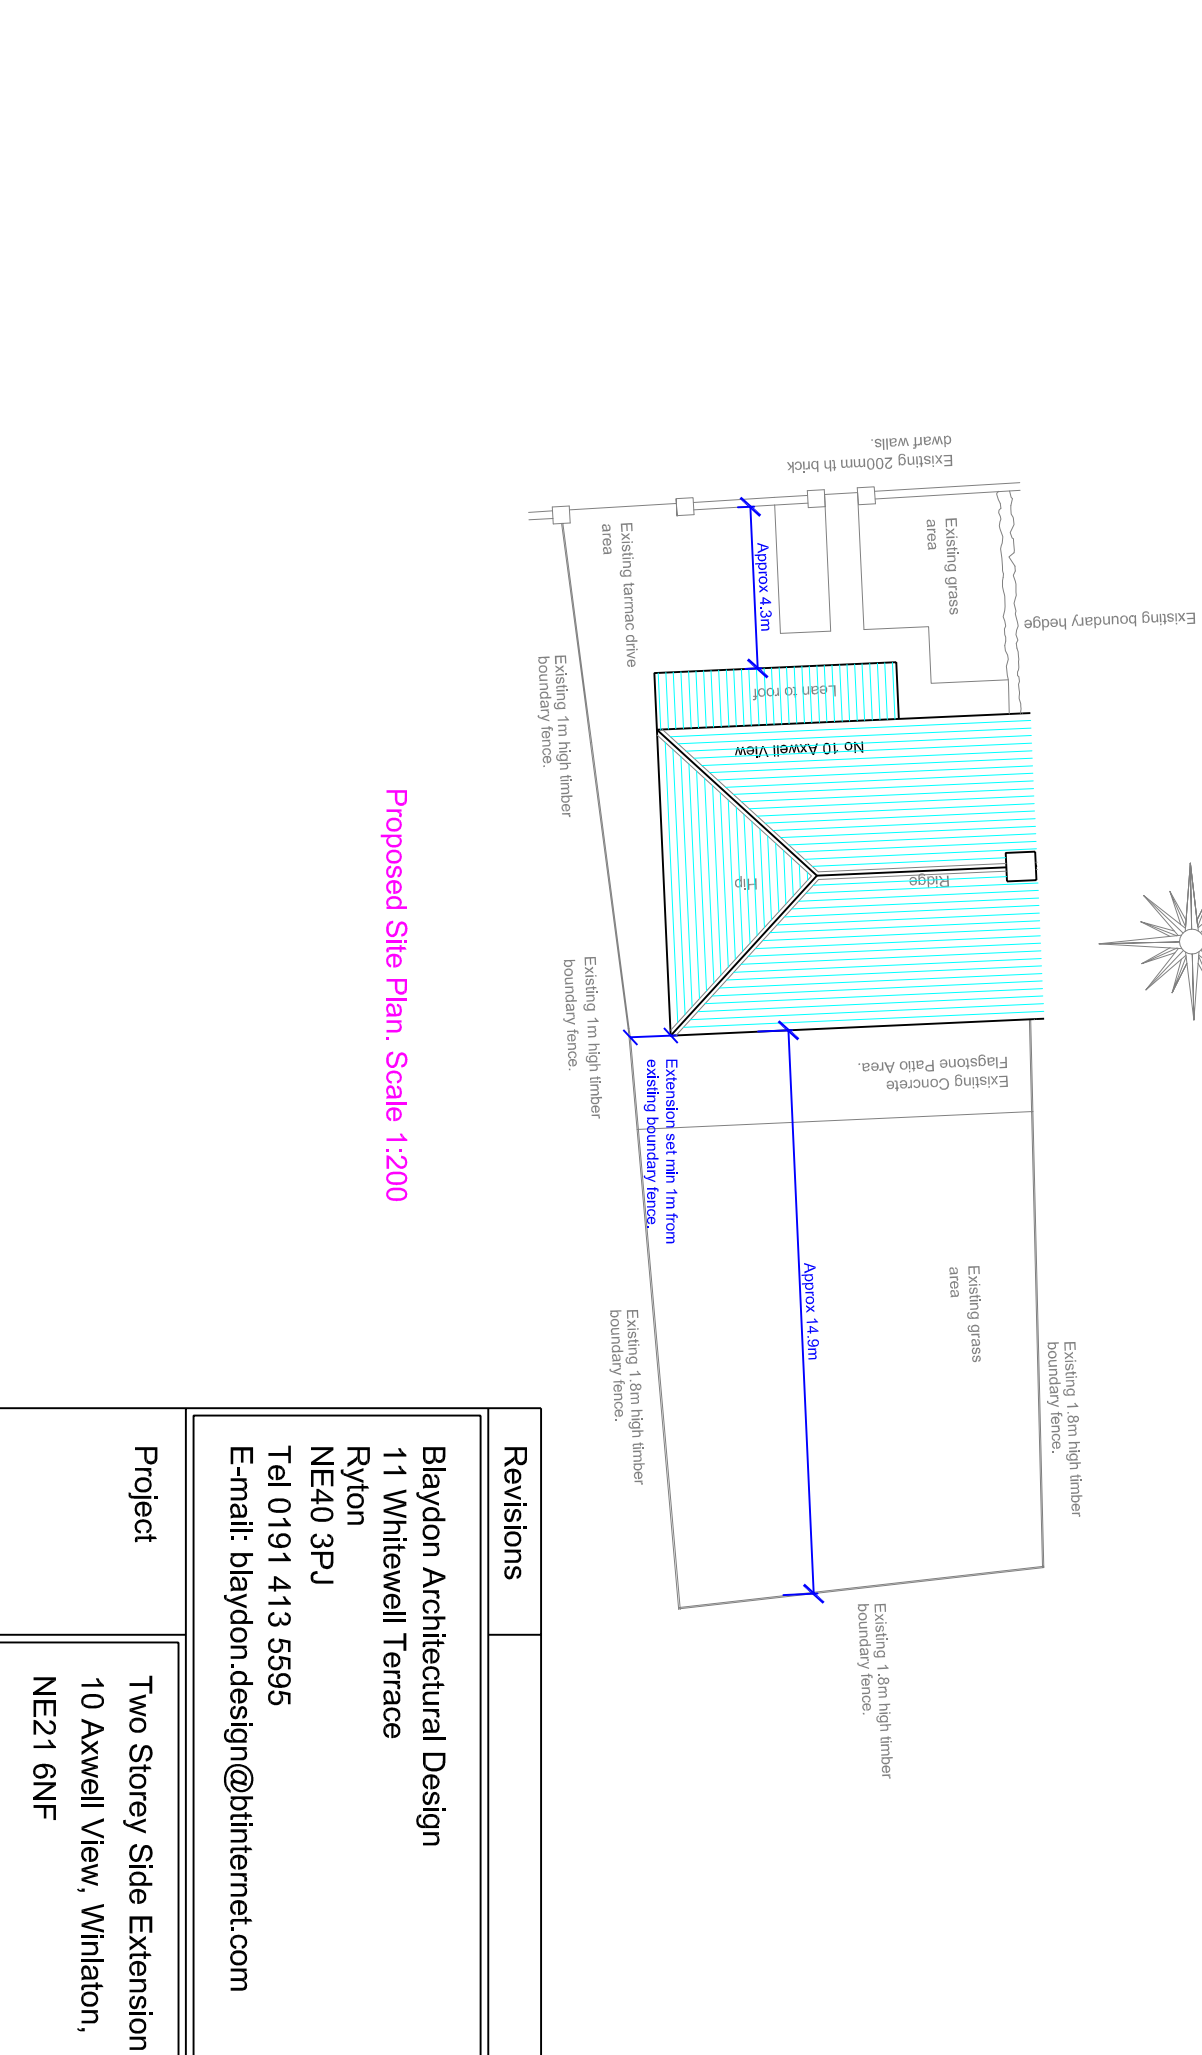 Existing 200mm th brick
dwarf walls.
Existing tarmac drive
area
Approx 4.3m
Existing grass
area
Existing boundary hedge
Existing 1m high timber
boundary fence.
Lean to roof
No 10 Axwell View
Hip
Ridge
Existing 1m high timber
boundary fence.
Extension set min 1m from
existing boundary fence.
Existing Concrete
Flagstone Patio Area.
Approx 14.9m
Existing grass
area
Existing 1.8m high timber
boundary fence.
Existing 1.8m high timber
boundary fence.
Existing 1.8m high timber
boundary fence.
Proposed Site Plan. Scale 1:200
Revisions
Blaydon Architectural Design
11 Whitewell Terrace
Ryton
NE40 3PJ
Tel 0191 413 5595
E-mail: blaydon.design@btinternet.com
Project
Two Storey Side Extension
10 Axwell View, Winlaton,
NE21 6NF